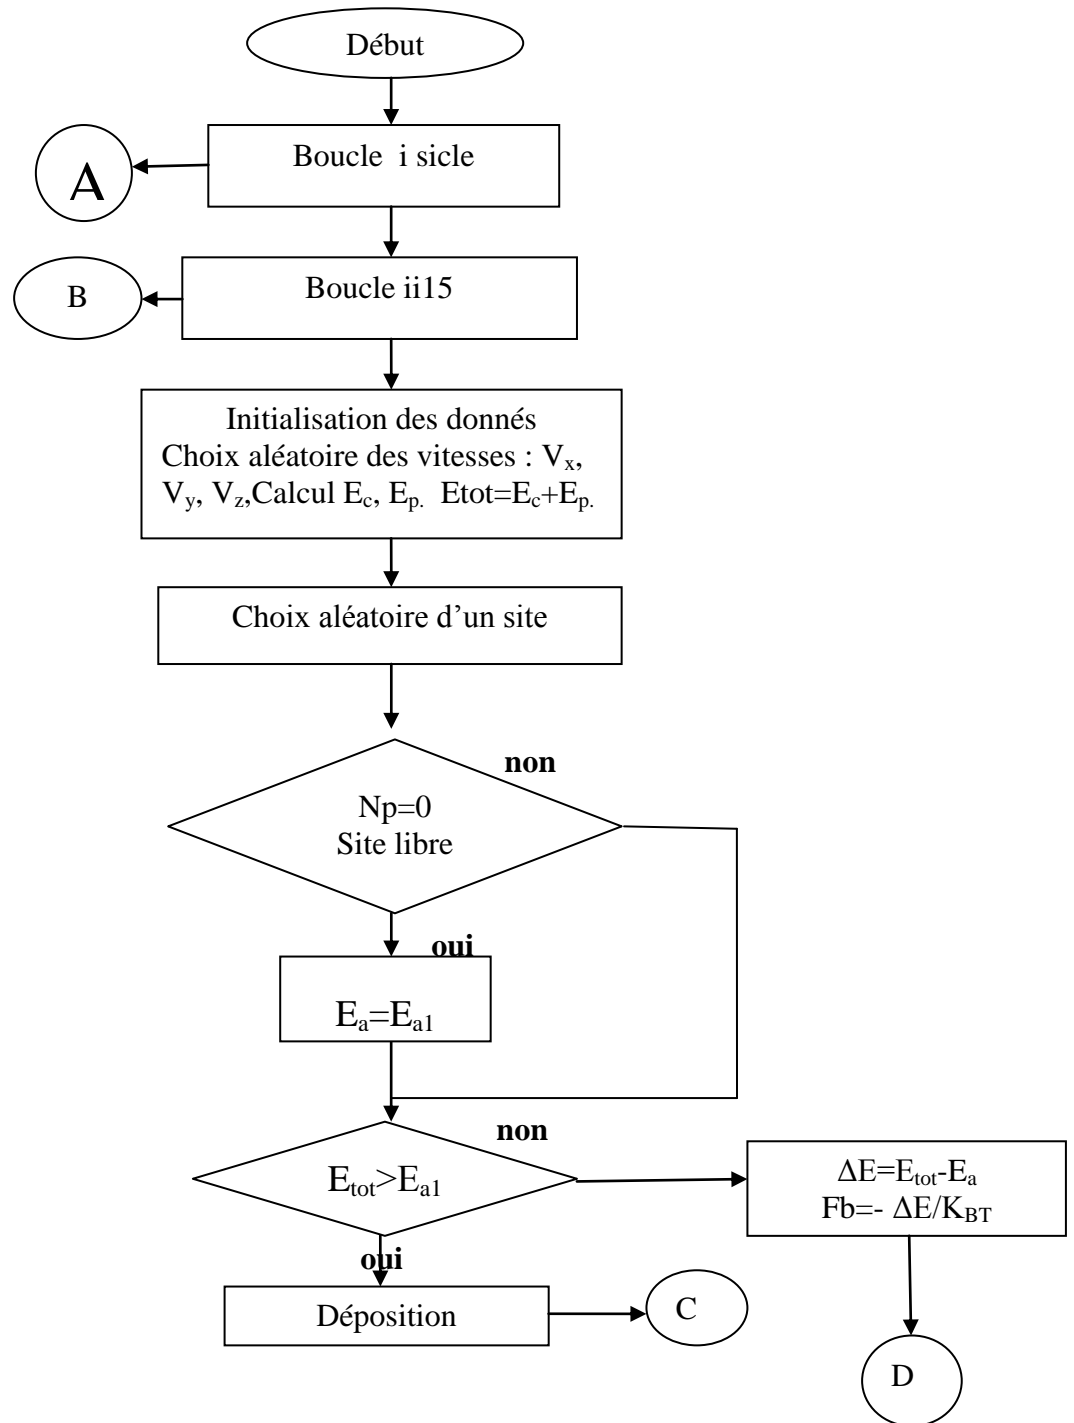 Début
Boucle i sicle
A
Boucle ii15
B
Initialisation des donnés
Choix aléatoire des vitesses : Vx,
Vy, Vz,Calcul Ec, Ep. Etot=Ec+Ep.
Choix aléatoire d’un site
non
Np=0
Site libre
oui
Ea=Ea1
non
Etot>Ea1
ΔE=Etot-Ea
Fb=- ΔE/KBT
oui
Déposition
C
D